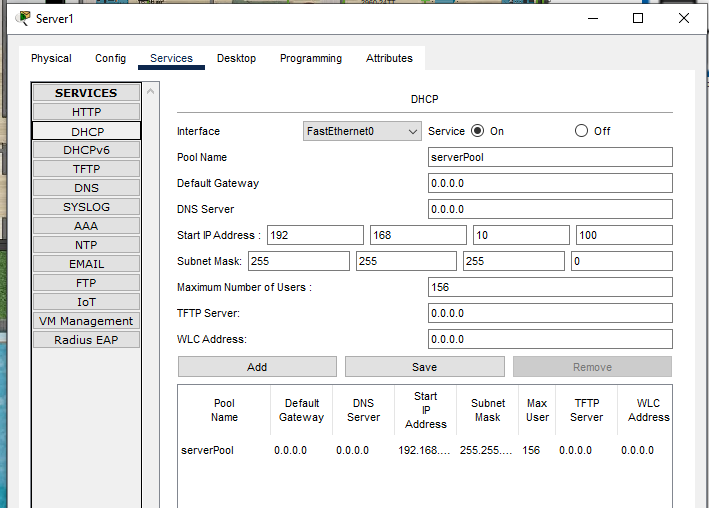 Server1
Physical Config Services Desktop Programming Attributes
SERVICES
HTTP
DHCP
DHCPv6
TFTP
DNS
SYSLOG
AAA
NTP
EMAIL
FTP
IoT
VM Management
Radius EAP
DHCP
Interface FastEthernet0 Service On Off
Pool Name serverPool
Default Gateway 0.0.0.0
DNS Server 0.0.0.0
Start IP Address : 192 168 10 100
Subnet Mask: 255 255 255 0
Maximum Number of Users : 156
TFTP Server: 0.0.0.0
WLC Address: 0.0.0.0
Add Save Remove
Pool Name Default Gateway DNS Server Start IP Address Subnet Mask Max User TFTP Server WLC Address
serverPool 0.0.0.0 0.0.0.0 192.168.... 255.255.... 156 0.0.0.0 0.0.0.0